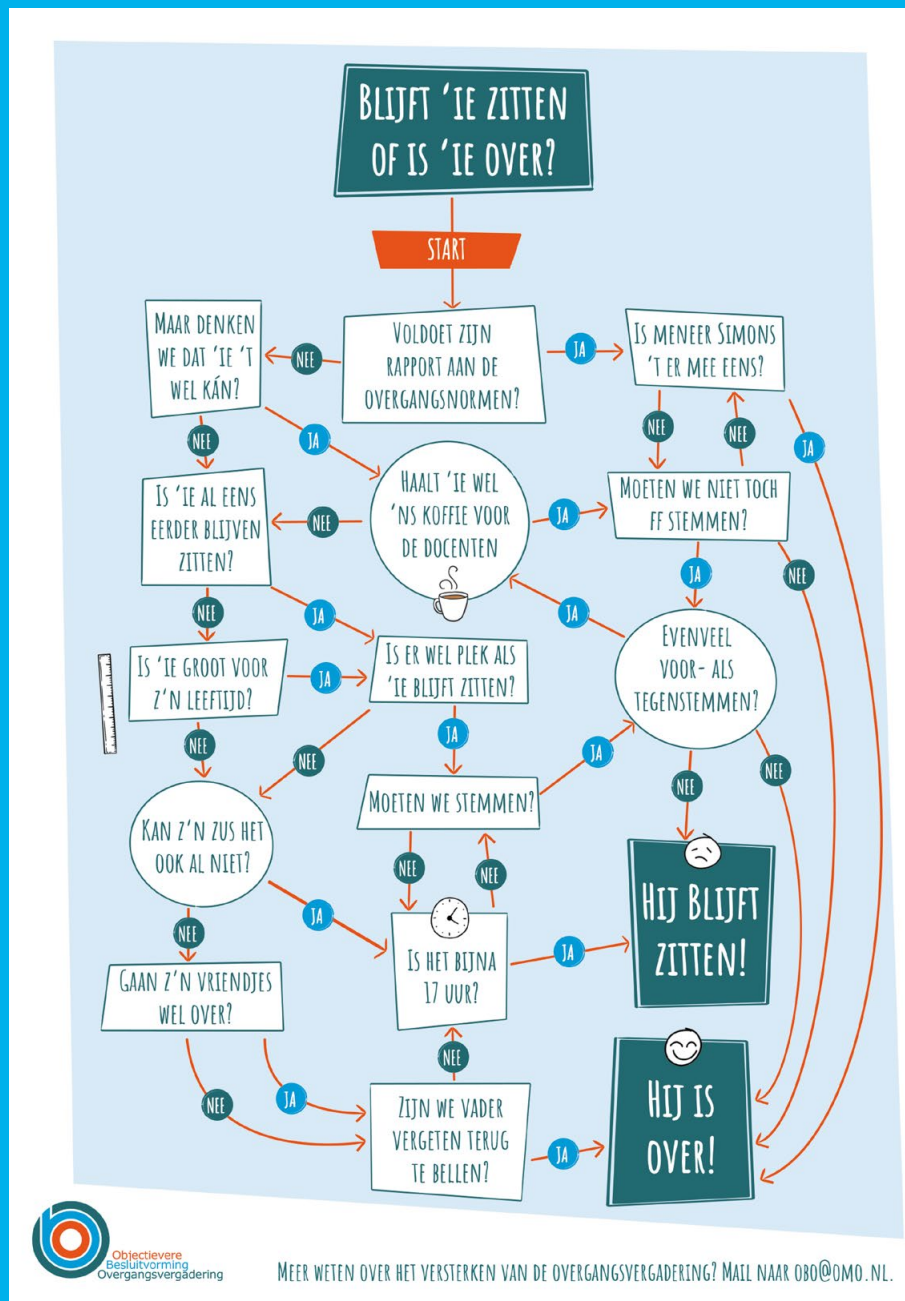 BLIJFT 'IE ZITTEN
OF IS 'IE OVER?
START
VOLDOET ZIJN
RAPPORT AAN DE
OVERGANGSNORMEN?
NEE
JA
MAAR DENKEN
WE DAT 'IE 'T
WEL KÁN?
IS MENEER SIMONS
'T ER MEE EENS?
NEE
JA
NEE
NEE
JA
IS 'IE AL EENS
EERDER BLIJVEN
ZITTEN?
NEE
HAALT 'IE WEL
'NS KOFFIE VOOR
DE DOCENTEN
JA
MOETEN WE NIET TOCH
FF STEMMEN?
NEE
JA
JA
JA
NEE
IS 'IE GROOT VOOR
Z'N LEEFTIJD?
JA
IS ER WEL PLEK ALS
'IE BLIJFT ZITTEN?
EVENVEEL
VOOR- ALS
TEGENSTEMMEN?
NEE
NEE
JA
JA
NEE
NEE
KAN Z'N ZUS HET
OOK AL NIET?
MOETEN WE STEMMEN?
NEE
JA
NEE
NEE
HIJ BLIJFT
ZITTEN!
GAAN Z'N VRIENDJES
WEL OVER?
IS HET BIJNA
17 UUR?
JA
NEE
JA
NEE
ZIJN WE VADER
VERGETEN TERUG
TE BELLEN?
JA
HIJ IS
OVER!
Objectievere
Besluitvorming
Overgangsvergadering
MEER WETEN OVER HET VERSTERKEN VAN DE OVERGANGSVERGADERING? MAIL NAAR OBO@OMO.NL.